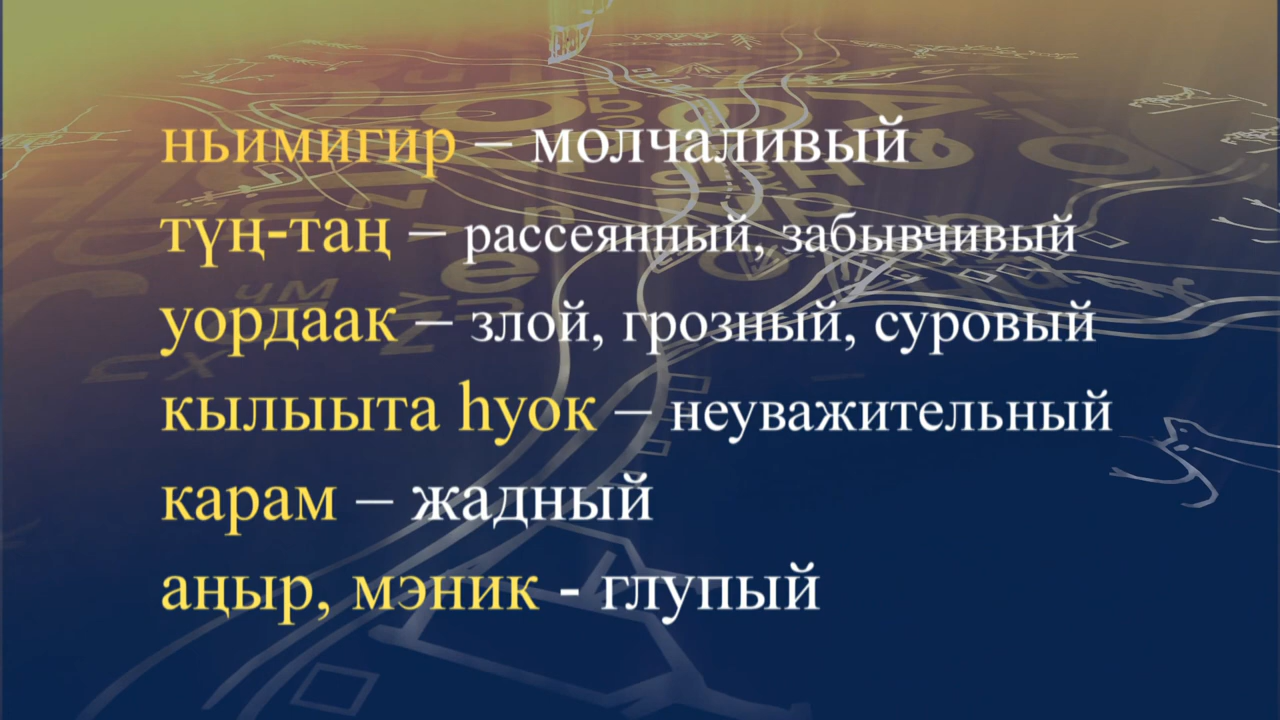 ньимигир – молчаливый
түң-таң – рассеянный, забывчивый
уордаак – злой, грозный, суровый
кылыыта һуок – неуважительный
карам – жадный
аңыр, мэник - глупый